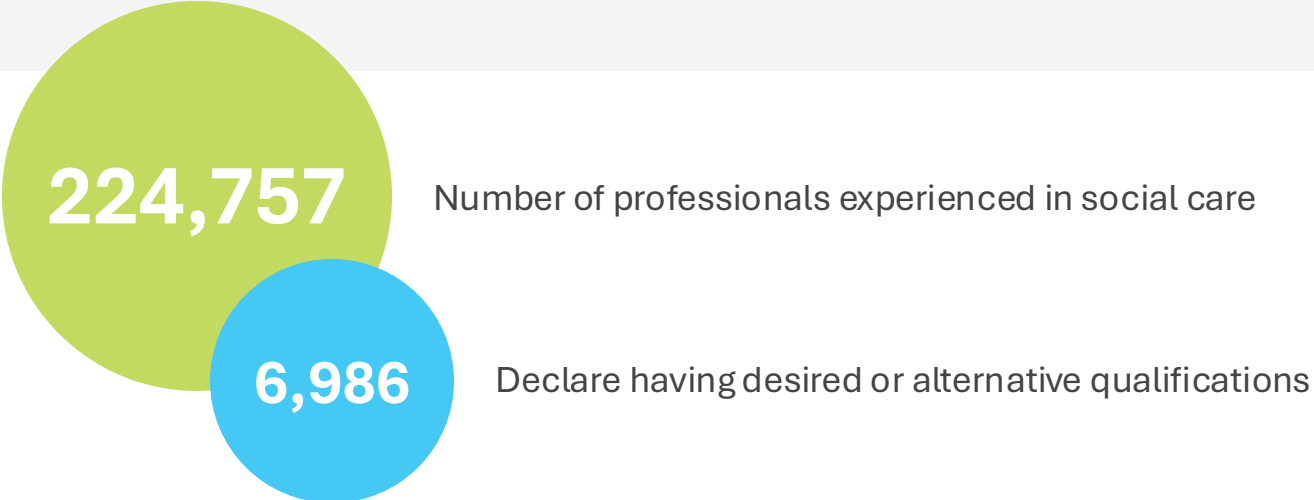 224,757
Number of professionals experienced in social care
6,986
Declare having desired or alternative qualifications